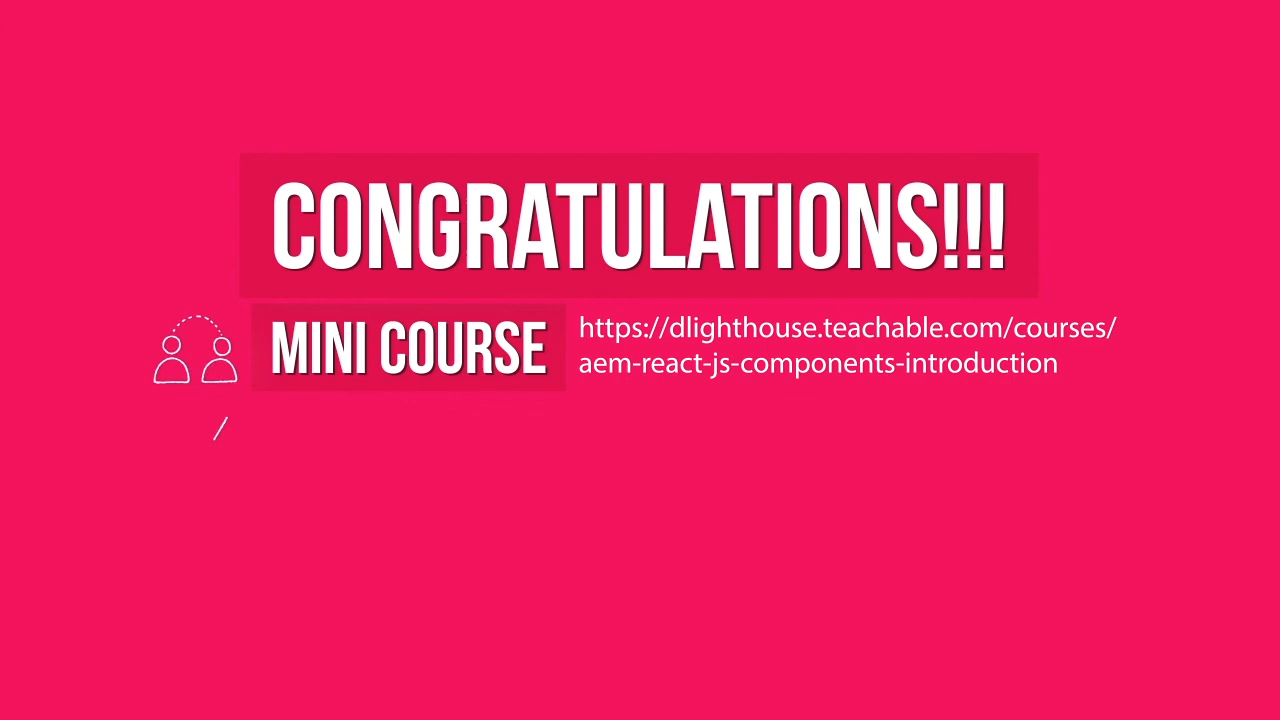 CONGRATULATIONS!!!
MINI COURSE
https://dlighthouse.teachable.com/courses/
aem-react-js-components-introduction